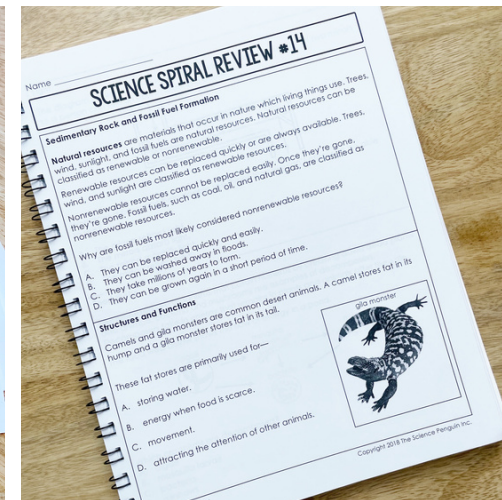 Name
SCIENCE SPIRAL REVIEW #14
Sedimentary Rock and Fossil Fuel Formation
Natural resources are materials that occur in nature which living things use. Trees,
wind, sunlight, and fossil fuels are natural resources. Natural resources can be
classified as renewable or nonrenewable.
Renewable resources can be replaced quickly or are always available. Trees,
wind, and sunlight are classified as renewable resources.
Nonrenewable resources cannot be replaced easily. Once they're gone,
they're gone. Fossil fuels, such as coal, oil, and natural gas, are classified as
nonrenewable resources.
Why are fossil fuels most likely considered nonrenewable resources?
A. They can be replaced quickly and easily.
B. They can be washed away in floods.
C. They take millions of years to form.
D. They can be grown again in a short period of time.
Structures and Functions
Camels and gila monsters are common desert animals. A camel stores fat in its
hump and a gila monster stores fat in its tail.
gila monster
These fat stores are primarily used for—
A. storing water.
B. energy when food is scarce.
C. movement.
D. attracting the attention of other animals.
Copyright 2018 The Science Penguin Inc.